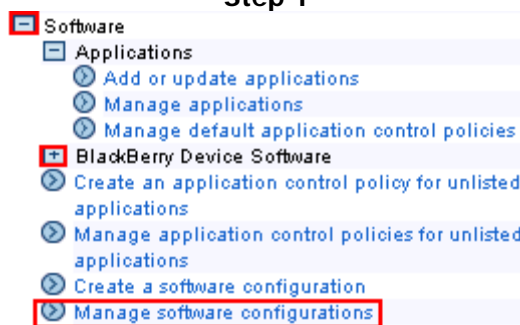 Step 1
Software
Applications
Add or update applications
Manage applications
Manage default application control policies
BlackBerry Device Software
Create an application control policy for unlisted
applications
Manage application control policies for unlisted
applications
Create a software configuration
Manage software configurations